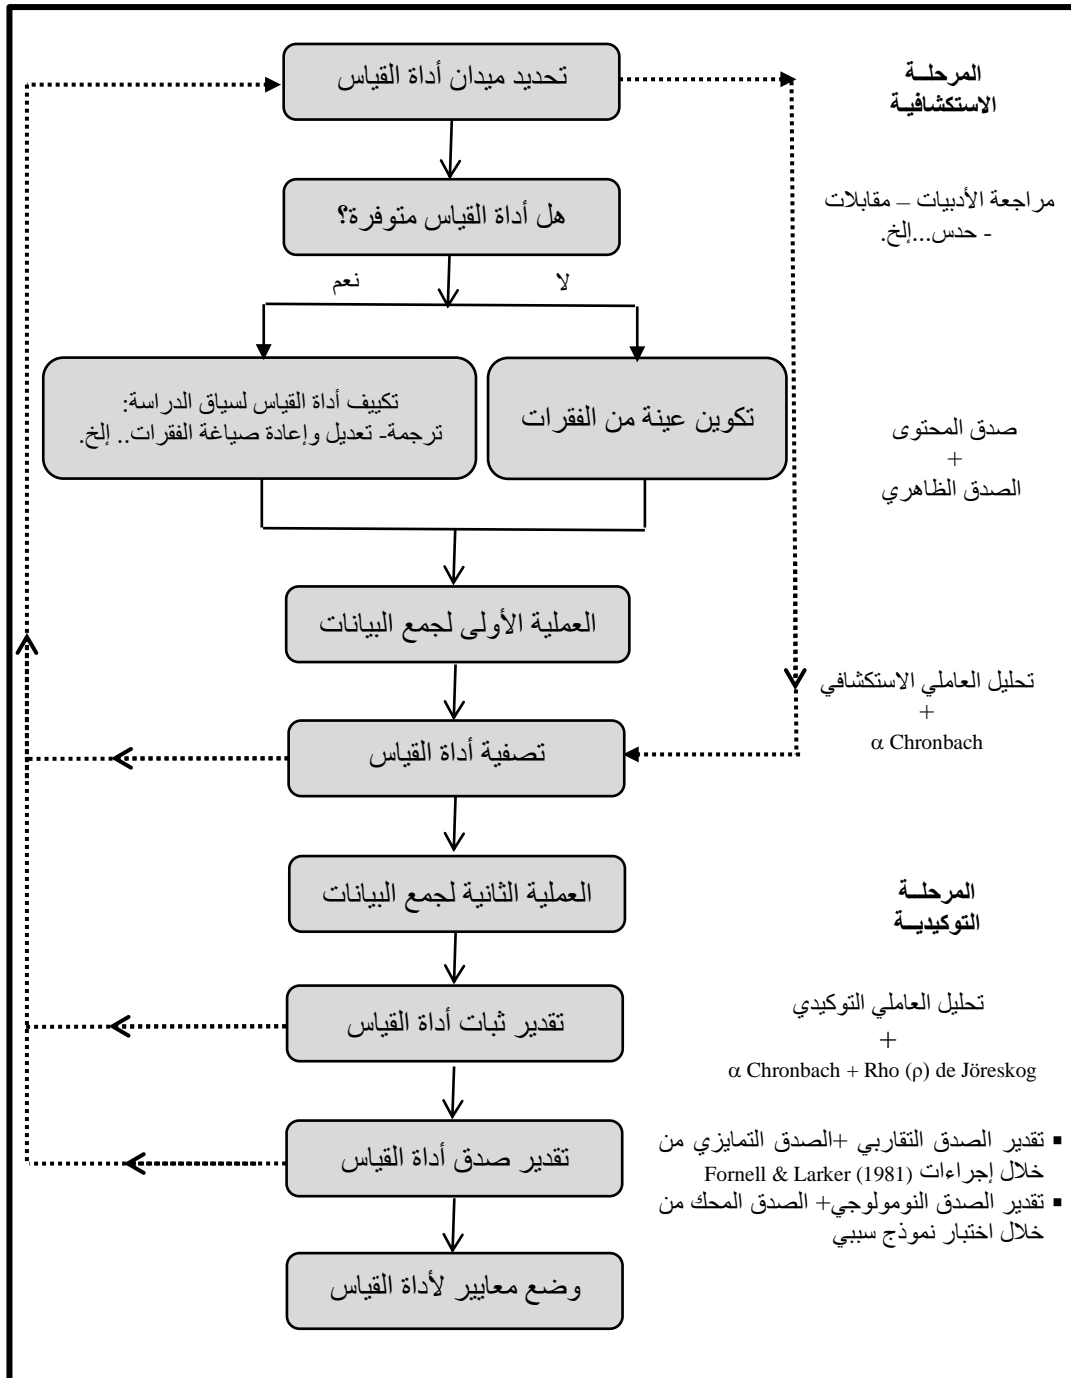 تحديد ميدان أداة القياس
المرحلــة
الاستكشافيـة
هل أداة القياس متوفرة؟
مراجعة الأدبيات – مقابلات
- حدس...إلخ.
لا
نعم
تكوين عينة من الفقرات
تكييف أداة القياس لسياق الدراسة:
ترجمة- تعديل وإعادة صياغة الفقرات.. إلخ.
صدق المحتوى
+
الصدق الظاهري
العملية الأولى لجمع البيانات
تحليل العاملي الاستكشافي
+
α Chronbach
تصفية أداة القياس
العملية الثانية لجمع البيانات
المرحلــة
التوكيديــة
تقدير ثبات أداة القياس
تحليل العاملي التوكيدي
+
α Chronbach + Rho (ρ) de Jöreskog
تقدير صدق أداة القياس
▪ تقدير الصدق التقاربي +الصدق التمايزي من
خلال إجراءات Fornell & Larker (1981)
▪ تقدير الصدق النومولوجي+ الصدق المحك من
خلال اختبار نموذج سببي
وضع معايير لأداة القياس